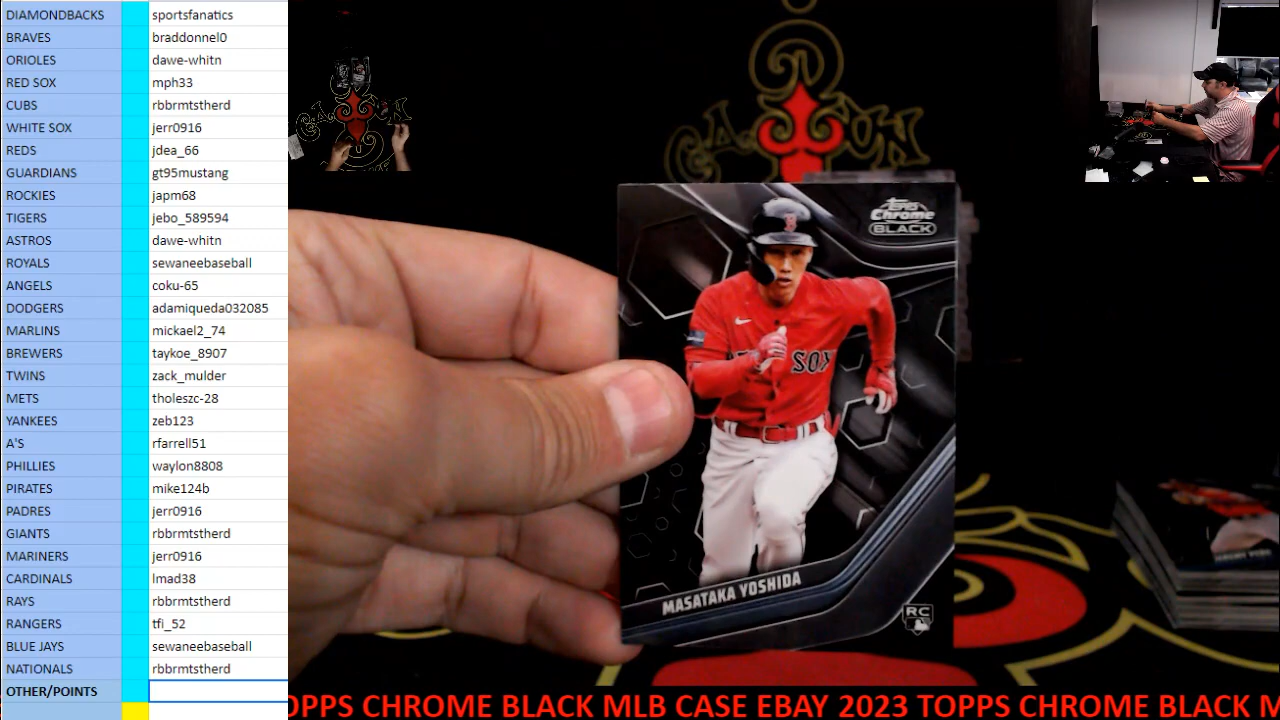 DIAMONDBACKS sportsfanatics
BRAVES braddonnel0
ORIOLES dawe-whitn
RED SOX mph33
CUBS rbbrmtstherd
WHITE SOX jerr0916
REDS jdea_66
GUARDIANS gt95mustang
ROCKIES japm68
TIGERS jebo_589594
ASTROS dawe-whitn
ROYALS sewaneebaseball
ANGELS coku-65
DODGERS adamiqueda032085
MARLINS mickael2_74
BREWERS taykoe_8907
TWINS zack_mulder
METS tholeszc-28
YANKEES zeb123
A'S rfarrell51
PHILLIES waylon8808
PIRATES mike124b
PADRES jerr0916
GIANTS rbbrmtstherd
MARINERS jerr0916
CARDINALS lmad38
RAYS rbbrmtstherd
RANGERS tfi_52
BLUE JAYS sewaneebaseball
NATIONALS rbbrmtstherd
OTHER/POINTS
Topps
Chrome
BLACK
SOX
MASATAKA YOSHIDA
RC
OPPS CHROME BLACK MLB CASE EBAY 2023 TOPPS CHROME BLACK M